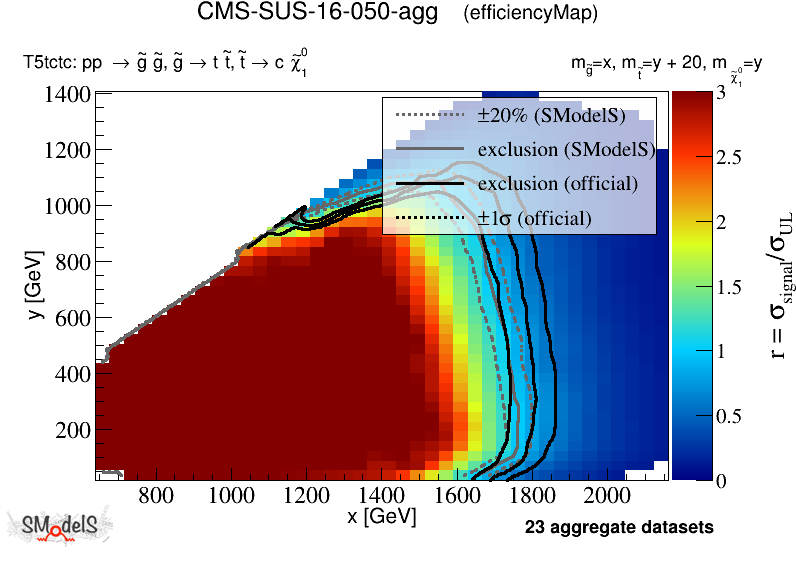 CMS-SUS-16-050-agg (efficiencyMap)
T5tctc: pp → g̃ g̃, g̃ → t t̃, t̃ → c χ̃₁⁰
m_g̃=x, m_t̃=y + 20, m_χ̃₁⁰=y
±20% (SModelS)
exclusion (SModelS)
exclusion (official)
±1σ (official)
1400
1200
1000
800
600
400
200
y [GeV]
800 1000 1200 1400 1600 1800 2000
x [GeV]
3
2.5
2
1.5
1
0.5
0
r = σ_signal/σ_UL
SModelS
23 aggregate datasets